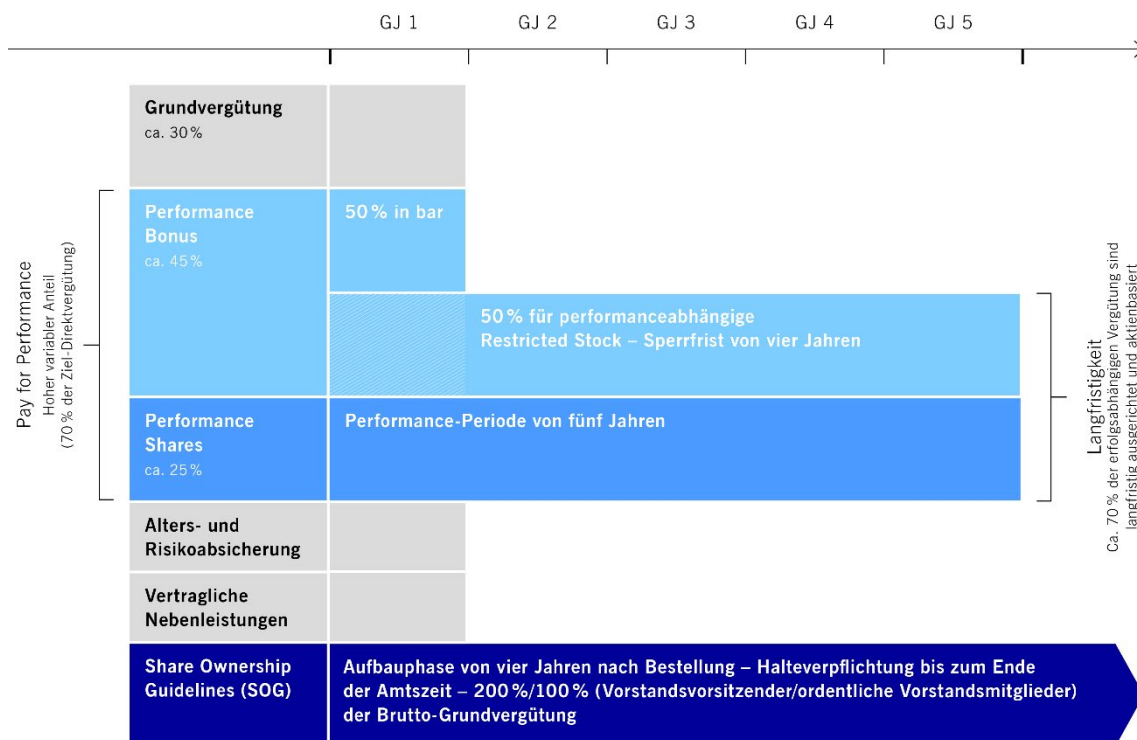 GJ 1 GJ 2 GJ 3 GJ 4 GJ 5
Grundvergütung
ca. 30 %
Pay for Performance
Hoher variabler Anteil
(70 % der Ziel-Direktvergütung)
Performance
Bonus
ca. 45 %
50 % in bar
50 % für performanceabhängige
Restricted Stock – Sperrfrist von vier Jahren
Performance
Shares
ca. 25 %
Performance-Periode von fünf Jahren
Langfristigkeit
Ca. 70 % der erfolgsabhängigen Vergütung sind
langfristig ausgerichtet und aktienbasiert
Alters- und
Risikoabsicherung
Vertragliche
Nebenleistungen
Share Ownership
Guidelines (SOG)
Aufbauphase von vier Jahren nach Bestellung – Halteverpflichtung bis zum Ende
der Amtszeit – 200 %/100 % (Vorstandsvorsitzender/ordentliche Vorstandsmitglieder)
der Brutto-Grundvergütung